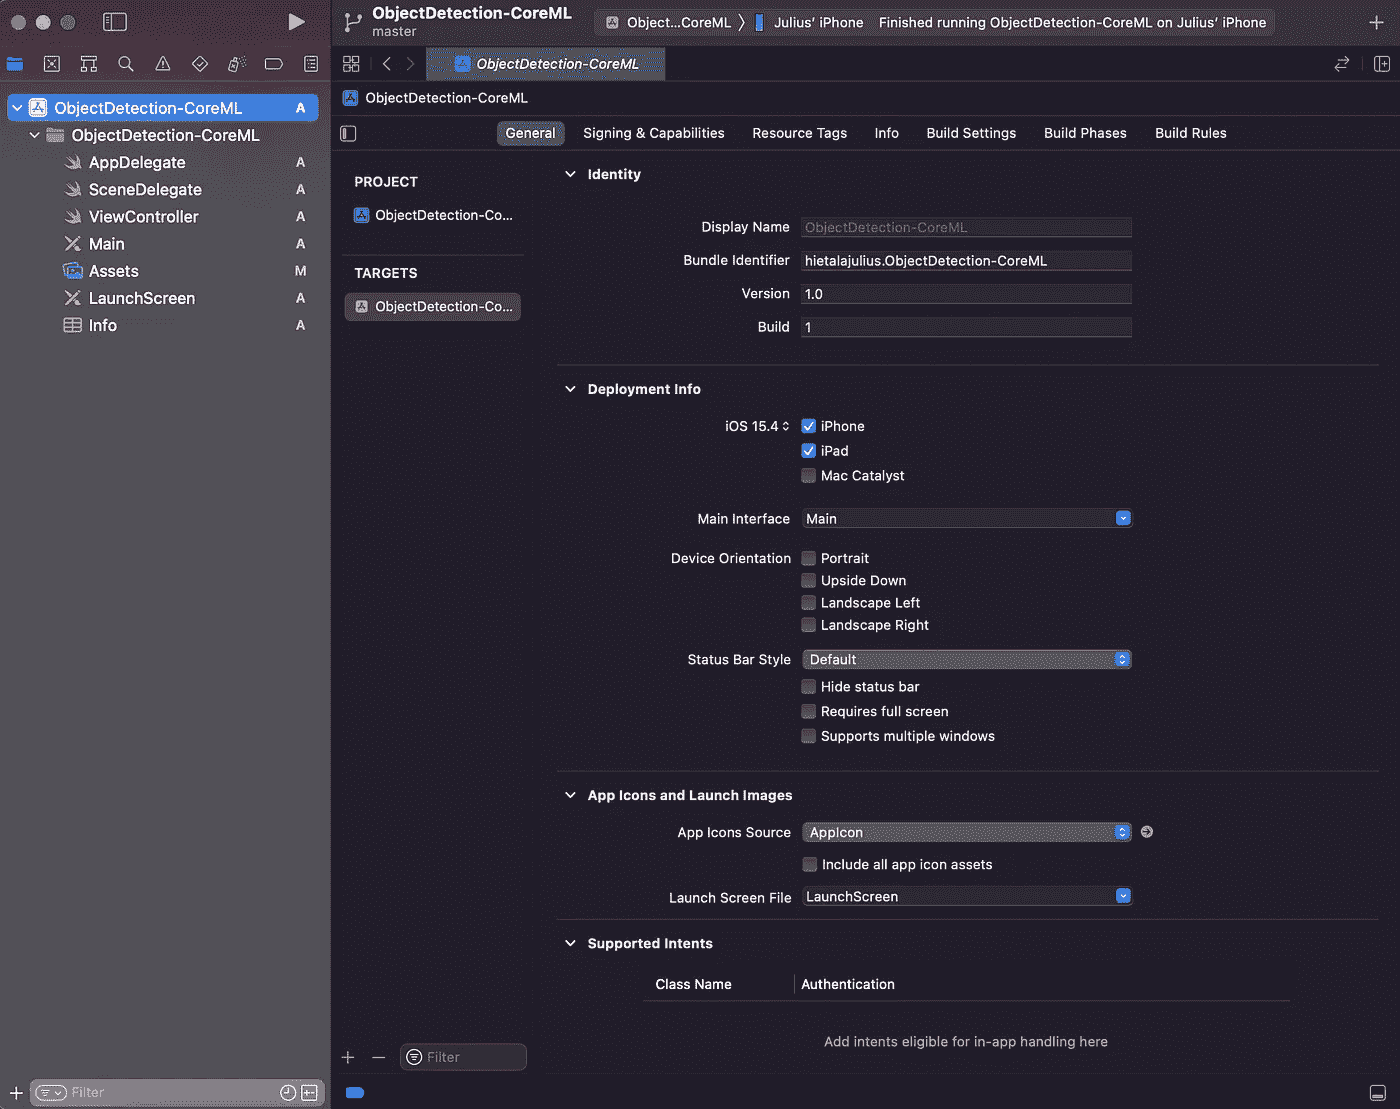 ObjectDetection-CoreML
master
Object...CoreML
Julius' iPhone
Finished running ObjectDetection-CoreML on Julius' iPhone
ObjectDetection-CoreML
ObjectDetection-CoreML A
ObjectDetection-CoreML
AppDelegate A
SceneDelegate A
ViewController A
Main A
Assets M
LaunchScreen A
Info A
Filter
ObjectDetection-CoreML
General Signing & Capabilities Resource Tags Info Build Settings Build Phases Build Rules
PROJECT
ObjectDetection-Co...
TARGETS
ObjectDetection-Co...
Filter
Identity
Display Name ObjectDetection-CoreML
Bundle Identifier hietalajulius.ObjectDetection-CoreML
Version 1.0
Build 1
Deployment Info
iOS 15.4 iPhone
iPad
Mac Catalyst
Main Interface Main
Device Orientation Portrait
Upside Down
Landscape Left
Landscape Right
Status Bar Style Default
Hide status bar
Requires full screen
Supports multiple windows
App Icons and Launch Images
App Icons Source AppIcon
Include all app icon assets
Launch Screen File LaunchScreen
Supported Intents
Class Name Authentication
Add intents eligible for in-app handling here